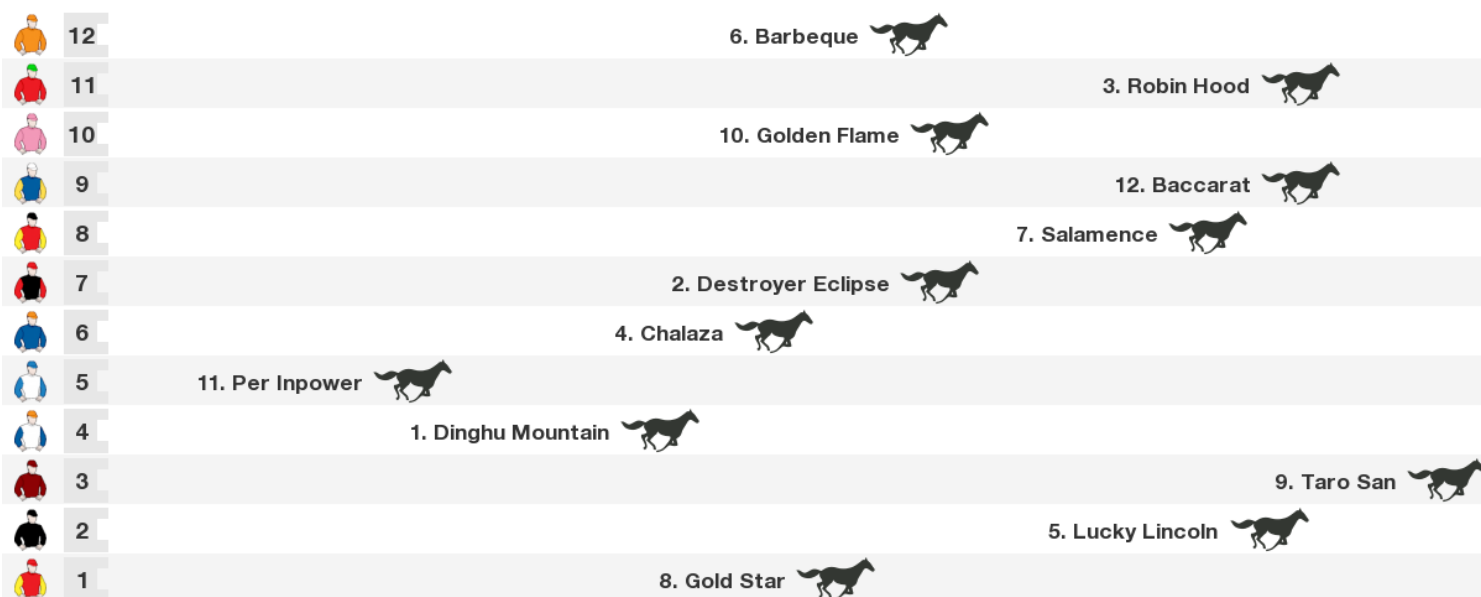 12 6. Barbeque
11 3. Robin Hood
10 10. Golden Flame
9 12. Baccarat
8 7. Salamence
7 2. Destroyer Eclipse
6 4. Chalaza
5 11. Per Inpower
4 1. Dinghu Mountain
3 9. Taro San
2 5. Lucky Lincoln
1 8. Gold Star